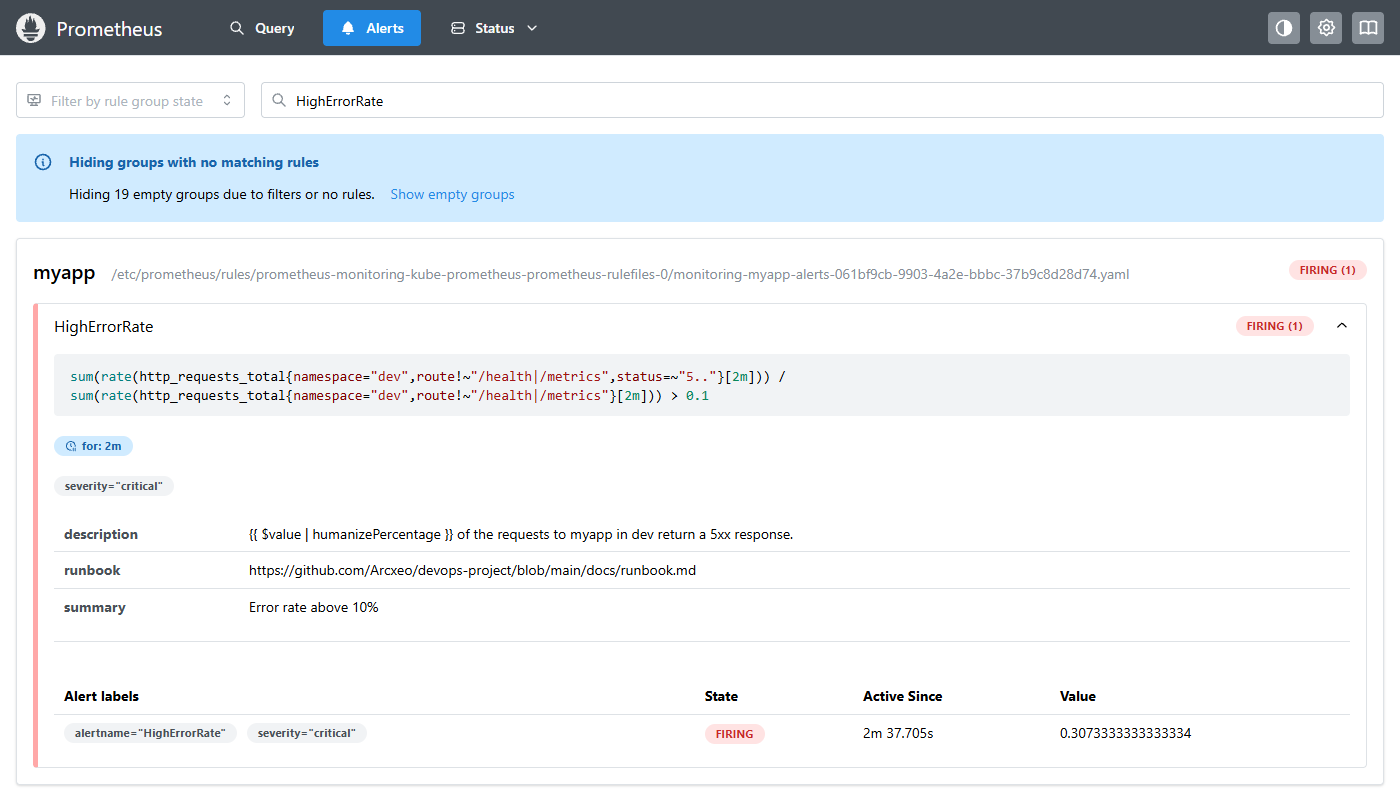 Prometheus Query Alerts Status
Filter by rule group state HighErrorRate
Hiding groups with no matching rules
Hiding 19 empty groups due to filters or no rules. Show empty groups
myapp /etc/prometheus/rules/prometheus-monitoring-kube-prometheus-prometheus-rulefiles-0/monitoring-myapp-alerts-061bf9cb-9903-4a2e-bbbc-37b9c8d28d74.yaml FIRING (1)
HighErrorRate FIRING (1)
sum(rate(http_requests_total{namespace="dev",route!~"/health|/metrics",status=~"5.."}[2m])) /
sum(rate(http_requests_total{namespace="dev",route!~"/health|/metrics"}[2m])) > 0.1
for: 2m
severity="critical"
description {{ $value | humanizePercentage }} of the requests to myapp in dev return a 5xx response.
runbook https://github.com/Arcxeo/devops-project/blob/main/docs/runbook.md
summary Error rate above 10%
Alert labels State Active Since Value
alertname="HighErrorRate" severity="critical" FIRING 2m 37.705s 0.3073333333333334